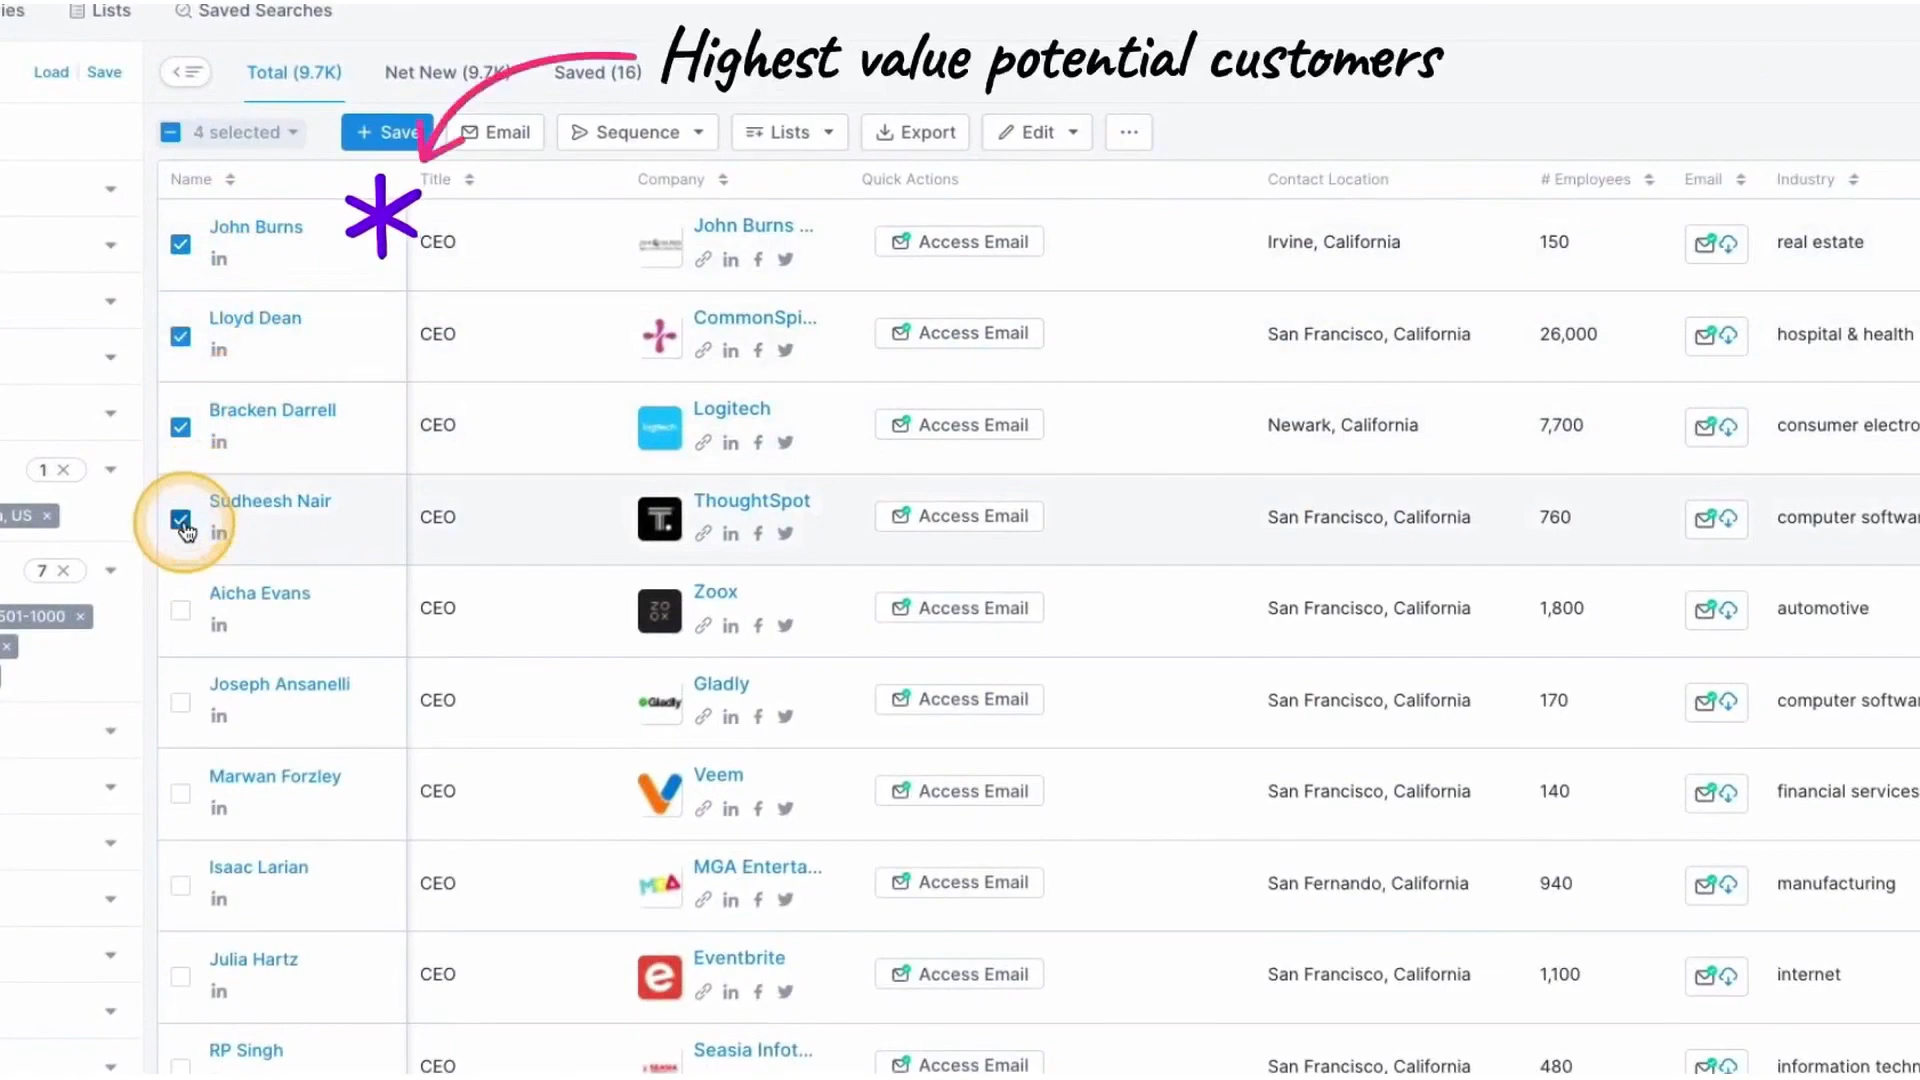 Lists
Saved Searches
Highest value potential customers
Load
Save
Total (9.7K)
Net New (9.7K)
Saved (16)
4 selected
+ Save
Email
Sequence
Lists
Export
Edit
Name
Title
Company
Quick Actions
Contact Location
# Employees
Email
Industry
John Burns
CEO
John Burns ...
Access Email
Irvine, California
150
real estate
Lloyd Dean
CEO
CommonSpi...
Access Email
San Francisco, California
26,000
hospital & health
Bracken Darrell
CEO
Logitech
Access Email
Newark, California
7,700
consumer electro
1
Sudheesh Nair
CEO
ThoughtSpot
Access Email
San Francisco, California
760
computer softwa
, US
7
501-1000
Aicha Evans
CEO
ZOOX
Zoox
Access Email
San Francisco, California
1,800
automotive
Joseph Ansanelli
CEO
Gladly
Gladly
Access Email
San Francisco, California
170
computer softwa
Marwan Forzley
CEO
Veem
Access Email
San Francisco, California
140
financial services
Isaac Larian
CEO
MGA
MGA Enterta...
Access Email
San Fernando, California
940
manufacturing
Julia Hartz
CEO
Eventbrite
Access Email
San Francisco, California
1,100
internet
RP Singh
CEO
Seasia Infot...
Access Email
San Francisco, California
480
information techn